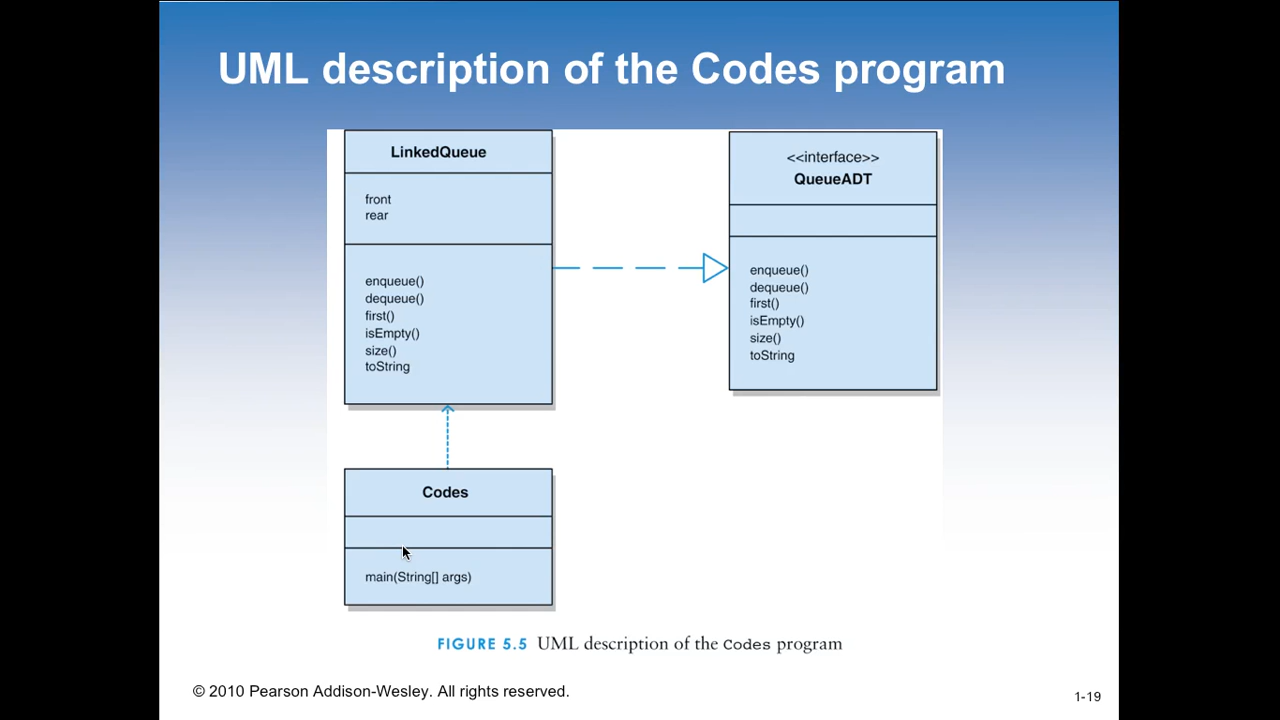 UML description of the Codes program
LinkedQueue
front
rear
enqueue()
dequeue()
first()
isEmpty()
size()
toString
<<interface>>
QueueADT
enqueue()
dequeue()
first()
isEmpty()
size()
toString
Codes
main(String[] args)
FIGURE 5.5 UML description of the Codes program
© 2010 Pearson Addison-Wesley. All rights reserved.
1-19